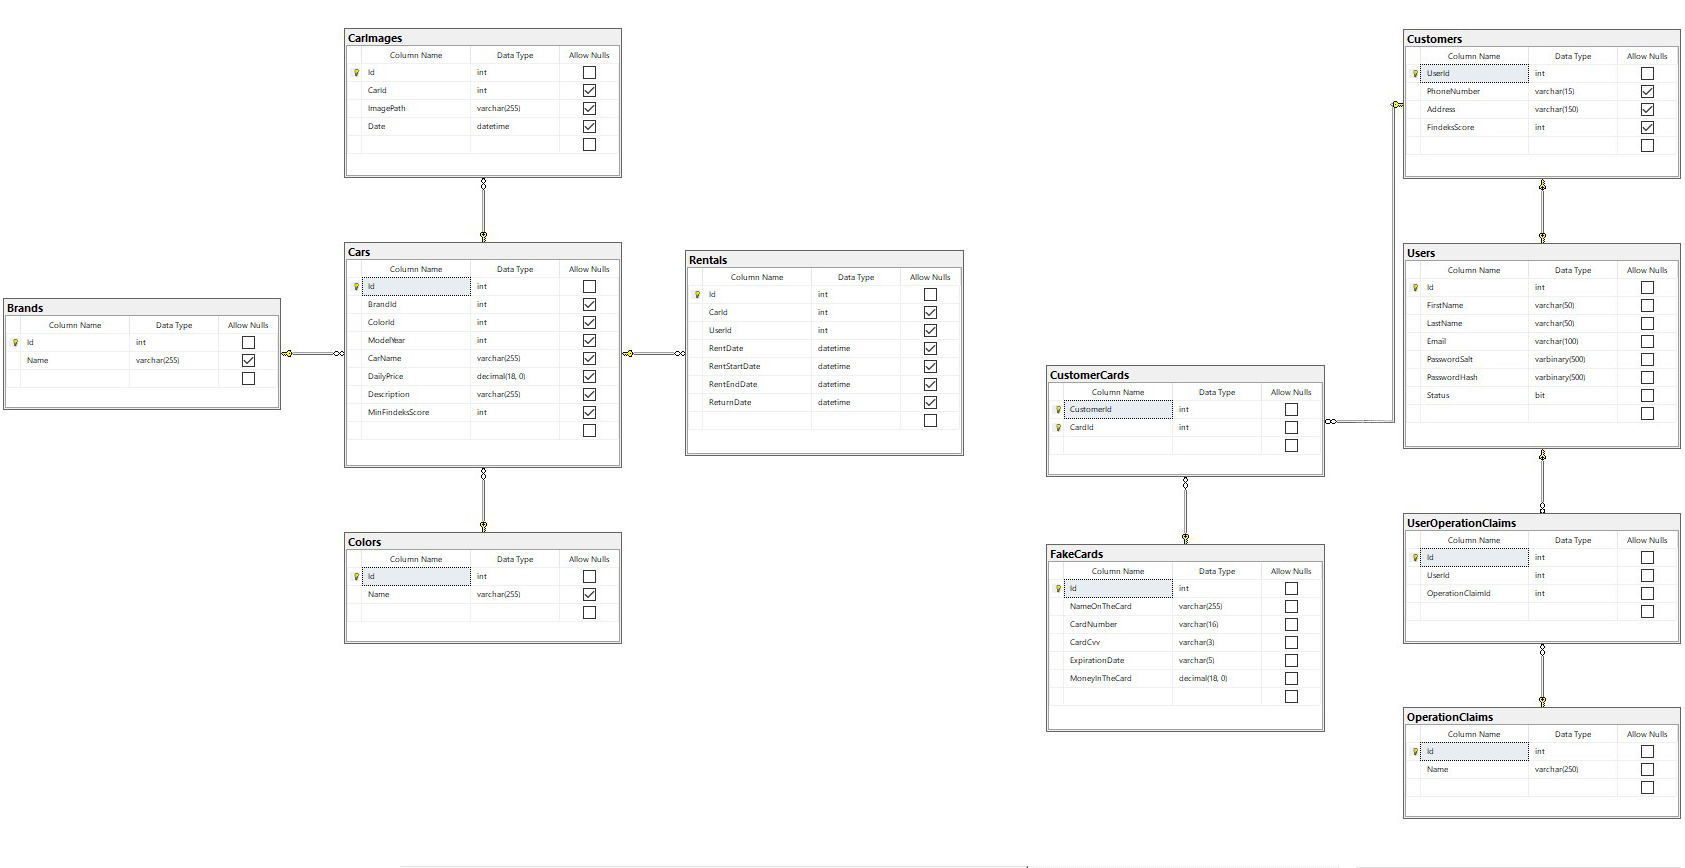 CarImages
Column Name Data Type Allow Nulls
Id int
CarId int
ImagePath varchar(255)
Date datetime
Cars
Column Name Data Type Allow Nulls
Id int
BrandId int
ColorId int
ModelYear int
CarName varchar(255)
DailyPrice decimal(18, 0)
Description varchar(255)
MinFindeksScore int
Brands
Column Name Data Type Allow Nulls
Id int
Name varchar(255)
Colors
Column Name Data Type Allow Nulls
Id int
Name varchar(255)
Rentals
Column Name Data Type Allow Nulls
Id int
CarId int
UserId int
RentDate datetime
RentStartDate datetime
RentEndDate datetime
ReturnDate datetime
CustomerCards
Column Name Data Type Allow Nulls
CustomerId int
CardId int
FakeCards
Column Name Data Type Allow Nulls
Id int
NameOnTheCard varchar(255)
CardNumber varchar(16)
CardCvv varchar(3)
ExpirationDate varchar(5)
MoneyInTheCard decimal(18, 0)
Customers
Column Name Data Type Allow Nulls
UserId int
PhoneNumber varchar(15)
Address varchar(150)
FindeksScore int
Users
Column Name Data Type Allow Nulls
Id int
FirstName varchar(50)
LastName varchar(50)
Email varchar(100)
PasswordSalt varbinary(500)
PasswordHash varbinary(500)
Status bit
UserOperationClaims
Column Name Data Type Allow Nulls
Id int
UserId int
OperationClaimId int
OperationClaims
Column Name Data Type Allow Nulls
Id int
Name varchar(250)